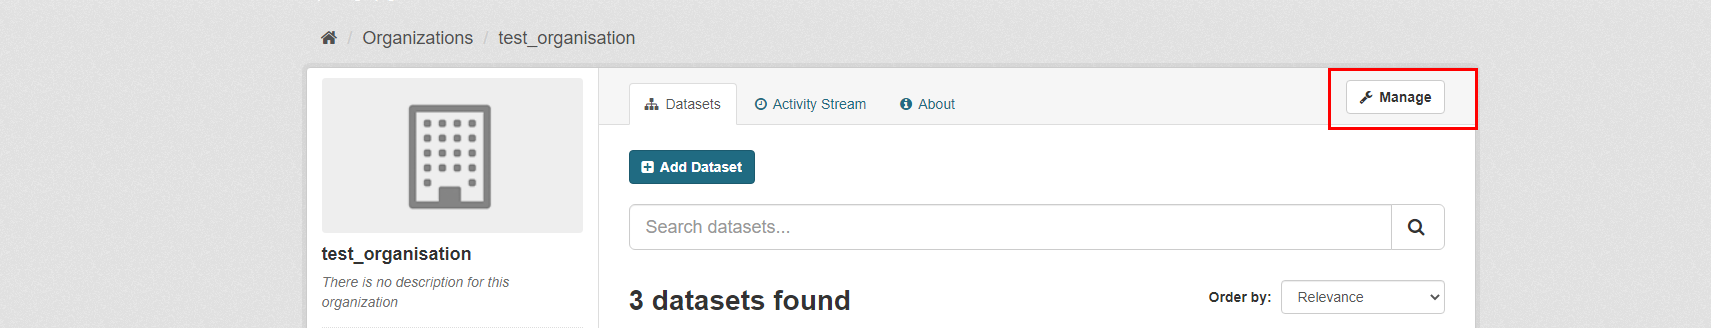 / Organizations / test_organisation
Datasets Activity Stream About Manage
Add Dataset
Search datasets...
test_organisation
There is no description for this
organization
3 datasets found
Order by: Relevance